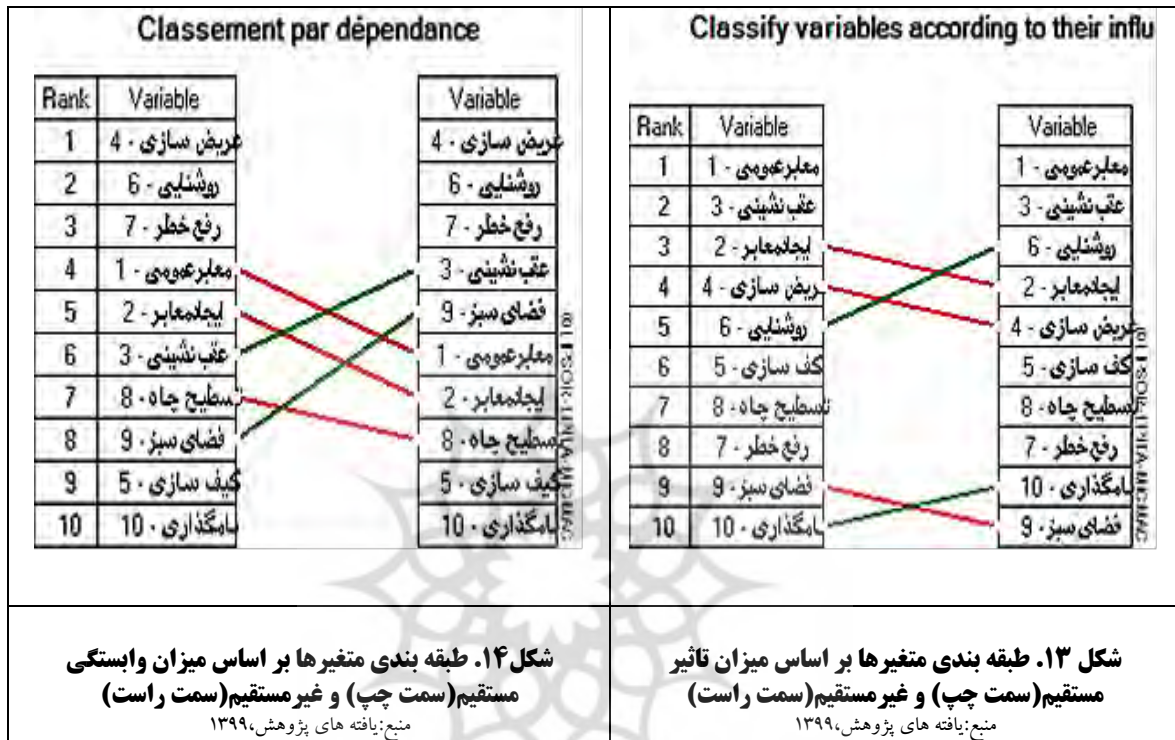 Classement par dépendance
Rank Variable Variable
1 عریض سازی - 4 عریض سازی - 4
2 روشنایی - 6 روشنایی - 6
3 رفع خطر - 7 رفع خطر - 7
4 معابرعمومی - 1 عقب نشینی - 3
5 ایجادمعابر - 2 فضای سبز - 9
6 عقب نشینی - 3 معابرعمومی - 1
7 تسطیح چاه - 8 ایجادمعابر - 2
8 فضای سبز - 9 تسطیح چاه - 8
9 کیف سازی - 5 کیف سازی - 5
10 نامگذاری - 10 نامگذاری - 10
Classify variables according to their influ
Rank Variable Variable
1 معابرعمومی - 1 معابرعمومی - 1
2 عقب نشینی - 3 عقب نشینی - 3
3 ایجادمعابر - 2 روشنایی - 6
4 عریض سازی - 4 ایجادمعابر - 2
5 روشنایی - 6 عریض سازی - 4
6 کف سازی - 5 کف سازی - 5
7 تسطیح چاه - 8 تسطیح چاه - 8
8 رفع خطر - 7 رفع خطر - 7
9 فضای سبز - 9 نامگذاری - 10
10 نامگذاری - 10 فضای سبز - 9
شکل ۱۳. طبقه بندی متغیرها بر اساس میزان تاثیر
مستقیم(سمت چپ) و غیرمستقیم(سمت راست)
منبع:یافته های پژوهش،۱۳۹۹
شکل۱۴. طبقه بندی متغیرها بر اساس میزان وابستگی
مستقیم(سمت چپ) و غیرمستقیم(سمت راست)
منبع:یافته های پژوهش،۱۳۹۹